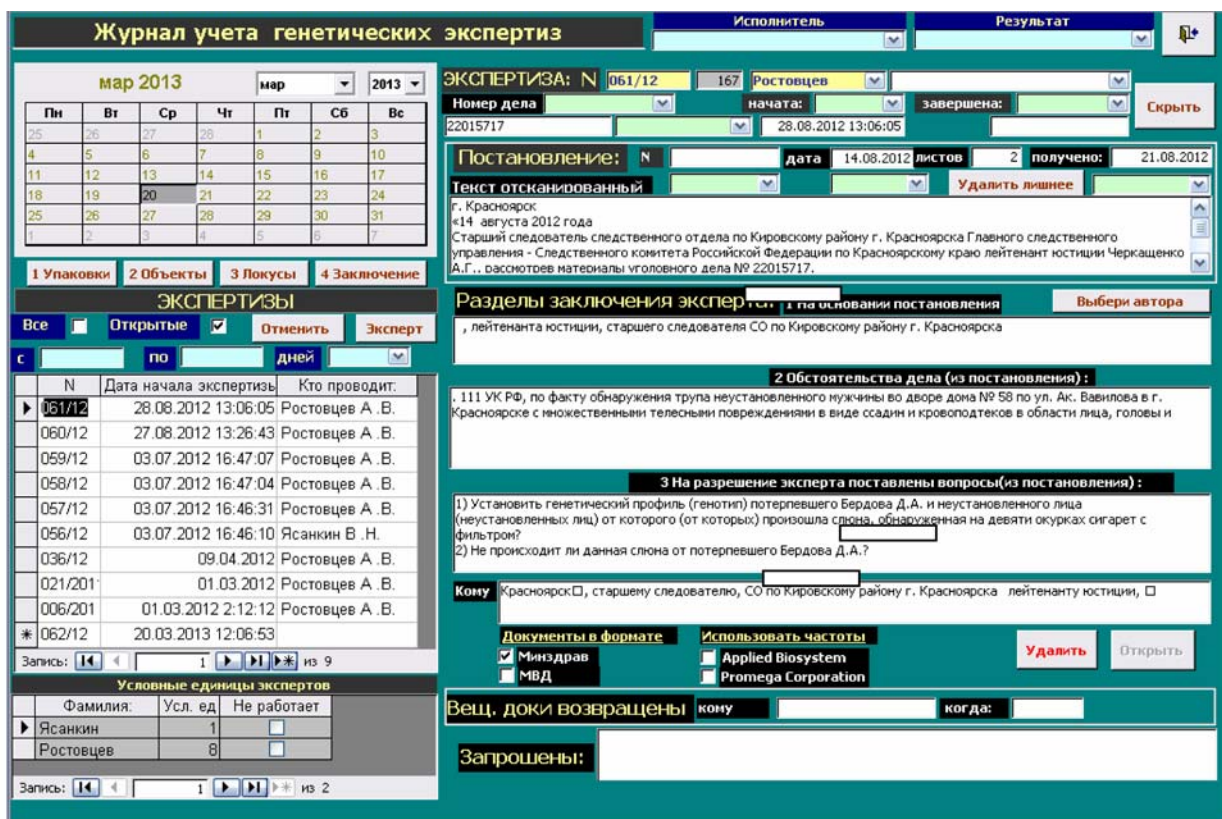 Журнал учета генетических экспертиз
Исполнитель
Результат
мар 2013
мар
2013
Пн Вт Ср Чт Пт Сб Вс
25 26 27 28 1 2 3
4 5 6 7 8 9 10
11 12 13 14 15 16 17
18 19 20 21 22 23 24
25 26 27 28 29 30 31
1 2 3 4 5 6 7
1 Упаковки 2 Объекты 3 Локусы 4 Заключение
ЭКСПЕРТИЗЫ
Все Открытые Отменить Эксперт
с по дней
N Дата начала экспертизь Кто проводит:
061/12 28.08.2012 13:06:05 Ростовцев А .В.
060/12 27.08.2012 13:26:43 Ростовцев А .В.
059/12 03.07.2012 16:47:07 Ростовцев А .В.
058/12 03.07.2012 16:47:04 Ростовцев А .В.
057/12 03.07.2012 16:46:31 Ростовцев А .В.
056/12 03.07.2012 16:46:10 Ясанкин В .Н.
036/12 09.04.2012 Ростовцев А .В.
021/201 01.03.2012 Ростовцев А .В.
006/201 01.03.2012 2:12:12 Ростовцев А .В.
062/12 20.03.2013 12:06:53
Запись: 1 из 9
Условные единицы экспертов
Фамилия: Усл. ед Не работает
Ясанкин 1
Ростовцев 8
Запись: 1 из 2
ЭКСПЕРТИЗА: N 061/12 167 Ростовцев
Номер дела начата: завершена: Скрыть
22015717 28.08.2012 13:06:05
Постановление: N дата 14.08.2012 листов 2 получено: 21.08.2012
Текст отсканированный Удалить лишнее
г. Красноярск
«14 августа 2012 года
Старший следователь следственного отдела по Кировскому району г. Красноярска Главного следственного
управления - Следственного комитета Российской Федерации по Красноярскому краю лейтенант юстиции Черкащенко
А.Г., рассмотрев материалы уголовного дела № 22015717,
Разделы заключения эксперта: 1 На основании постановления Выбери автора
, лейтенанта юстиции, старшего следователя СО по Кировскому району г. Красноярска
2 Обстоятельства дела (из постановления) :
. 111 УК РФ, по факту обнаружения трупа неустановленного мужчины во дворе дома № 58 по ул. Ак. Вавилова в г.
Красноярске с множественными телесными повреждениями в виде ссадин и кровоподтеков в области лица, головы и
3 На разрешение эксперта поставлены вопросы(из постановления) :
1) Установить генетический профиль (генотип) потерпевшего Бердова Д.А. и неустановленного лица
(неустановленных лиц) от которого (от которых) произошла слюна, обнаруженная на девяти окурках сигарет с
фильтром?
2) Не происходит ли данная слюна от потерпевшего Бердова Д.А.?
Кому Красноярск□, старшему следователю, СО по Кировскому району г. Красноярска лейтенанту юстиции, □
Документы в формате Использовать частоты
Минздрав Applied Biosystem Удалить Открыть
МВД Promega Corporation
Вещ. доки возвращены кому когда:
Запрошены: